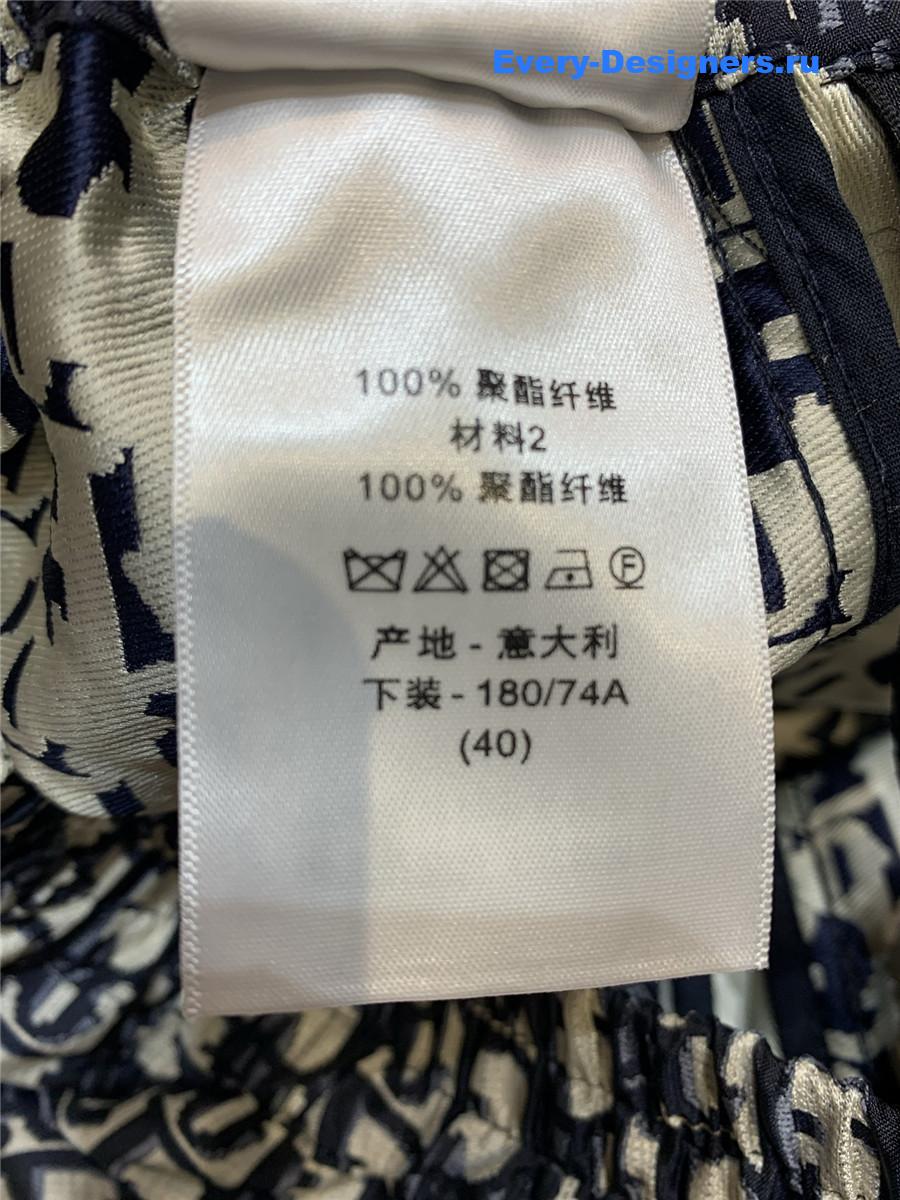 Every-Designers.ru
100% 聚酯纤维
材料2
100% 聚酯纤维
F
产地 - 意大利
下装 - 180/74A
(40)